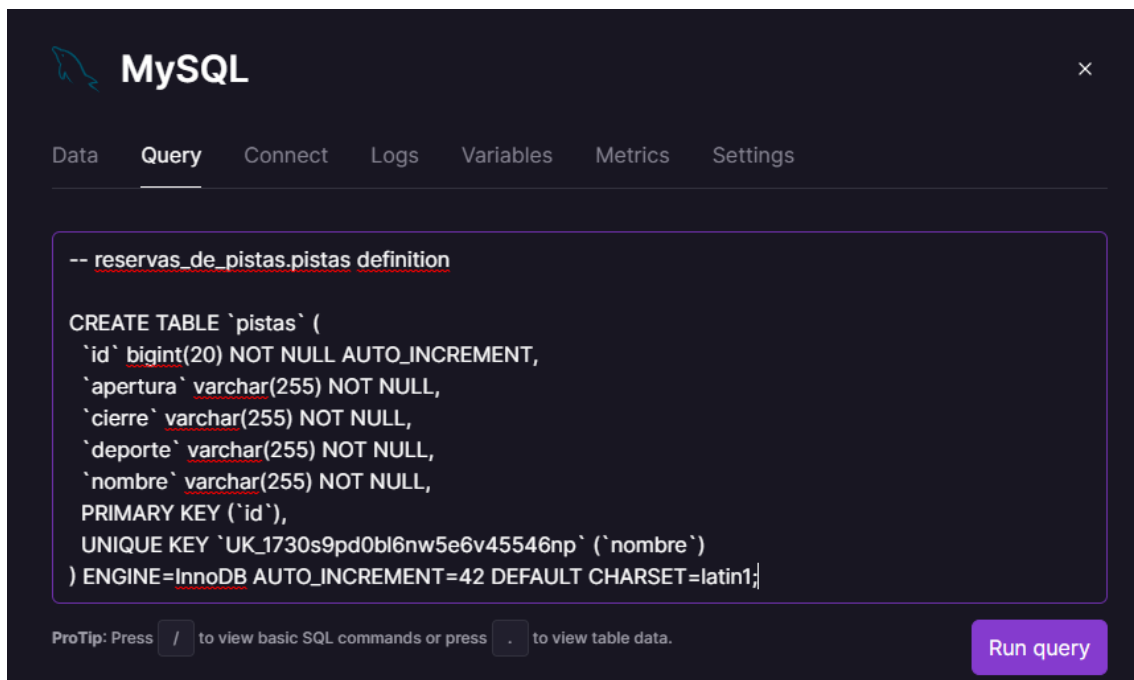 MySQL
×
Data Query Connect Logs Variables Metrics Settings
-- reservas_de_pistas.pistas definition
CREATE TABLE `pistas` (
`id` bigint(20) NOT NULL AUTO_INCREMENT,
`apertura` varchar(255) NOT NULL,
`cierre` varchar(255) NOT NULL,
`deporte` varchar(255) NOT NULL,
`nombre` varchar(255) NOT NULL,
PRIMARY KEY (`id`),
UNIQUE KEY `UK_1730s9pd0bl6nw5e6v45546np` (`nombre`)
) ENGINE=InnoDB AUTO_INCREMENT=42 DEFAULT CHARSET=latin1;
ProTip: Press / to view basic SQL commands or press . to view table data.
Run query